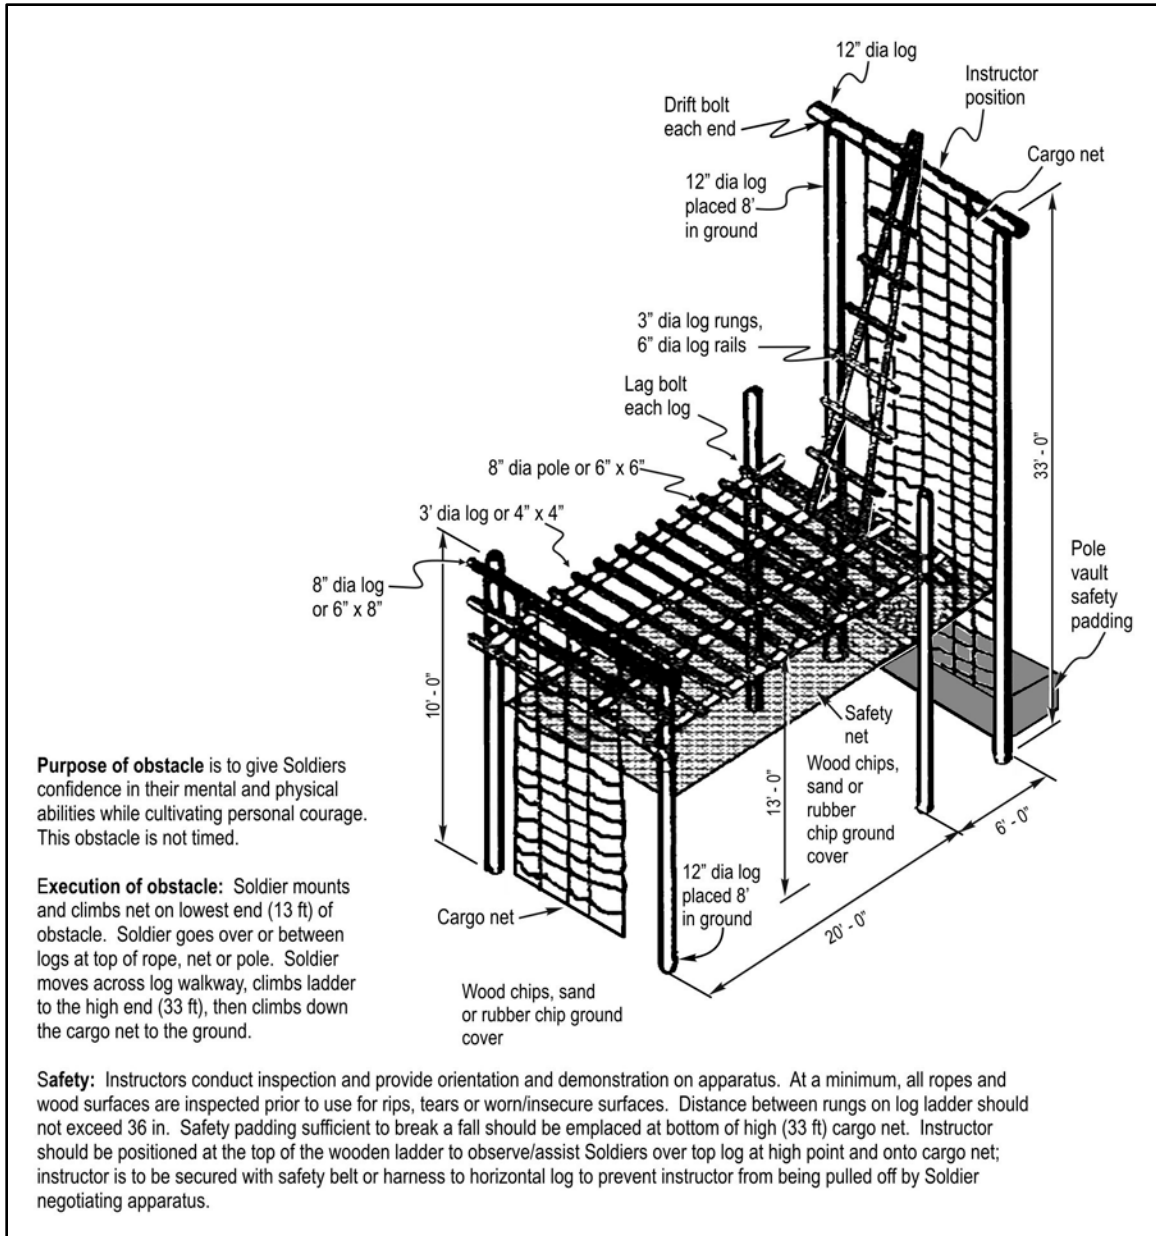 12” dia log
Instructor
position
Drift bolt
each end
Cargo net
12” dia log
placed 8’
in ground
3” dia log rungs,
6” dia log rails
Lag bolt
each log
33’ - 0”
8” dia pole or 6” x 6”
3’ dia log or 4” x 4”
8” dia log
or 6” x 8”
Pole
vault
safety
padding
10’ - 0”
Safety
net
Wood chips,
sand or
rubber
chip ground
cover
13’ - 0”
6’ - 0”
20’ - 0”
12” dia log
placed 8’
in ground
Cargo net
Wood chips, sand
or rubber chip ground
cover
Purpose of obstacle is to give Soldiers
confidence in their mental and physical
abilities while cultivating personal courage.
This obstacle is not timed.
Execution of obstacle: Soldier mounts
and climbs net on lowest end (13 ft) of
obstacle. Soldier goes over or between
logs at top of rope, net or pole. Soldier
moves across log walkway, climbs ladder
to the high end (33 ft), then climbs down
the cargo net to the ground.
Safety: Instructors conduct inspection and provide orientation and demonstration on apparatus. At a minimum, all ropes and
wood surfaces are inspected prior to use for rips, tears or worn/insecure surfaces. Distance between rungs on log ladder should
not exceed 36 in. Safety padding sufficient to break a fall should be emplaced at bottom of high (33 ft) cargo net. Instructor
should be positioned at the top of the wooden ladder to observe/assist Soldiers over top log at high point and onto cargo net;
instructor is to be secured with safety belt or harness to horizontal log to prevent instructor from being pulled off by Soldier
negotiating apparatus.